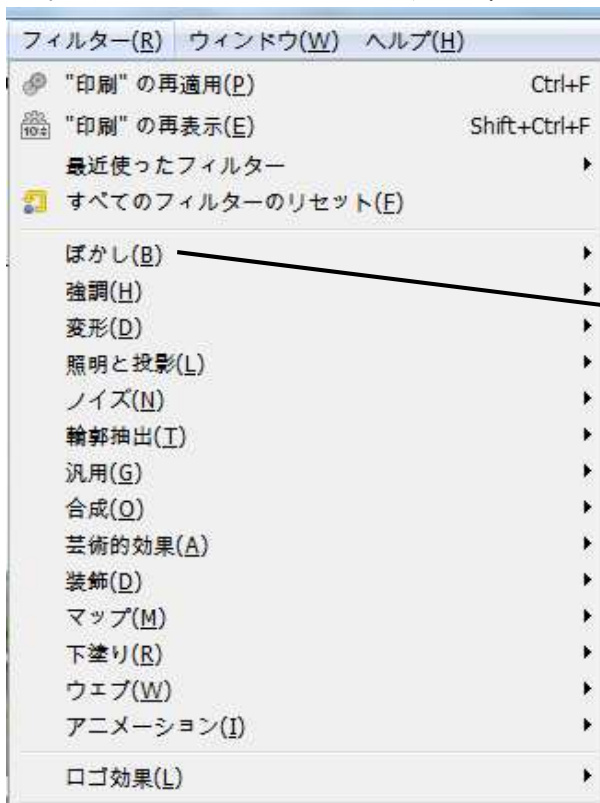 フィルター(R) ウィンドウ(W) ヘルプ(H)
"印刷" の再適用(P) Ctrl+F
"印刷" の再表示(E) Shift+Ctrl+F
最近使ったフィルター
すべてのフィルターのリセット(F)
ぼかし(B)
強調(H)
変形(D)
照明と投影(L)
ノイズ(N)
輪郭抽出(T)
汎用(G)
合成(O)
芸術的効果(A)
装飾(D)
マップ(M)
下塗り(R)
ウェブ(W)
アニメーション(I)
ロゴ効果(L)